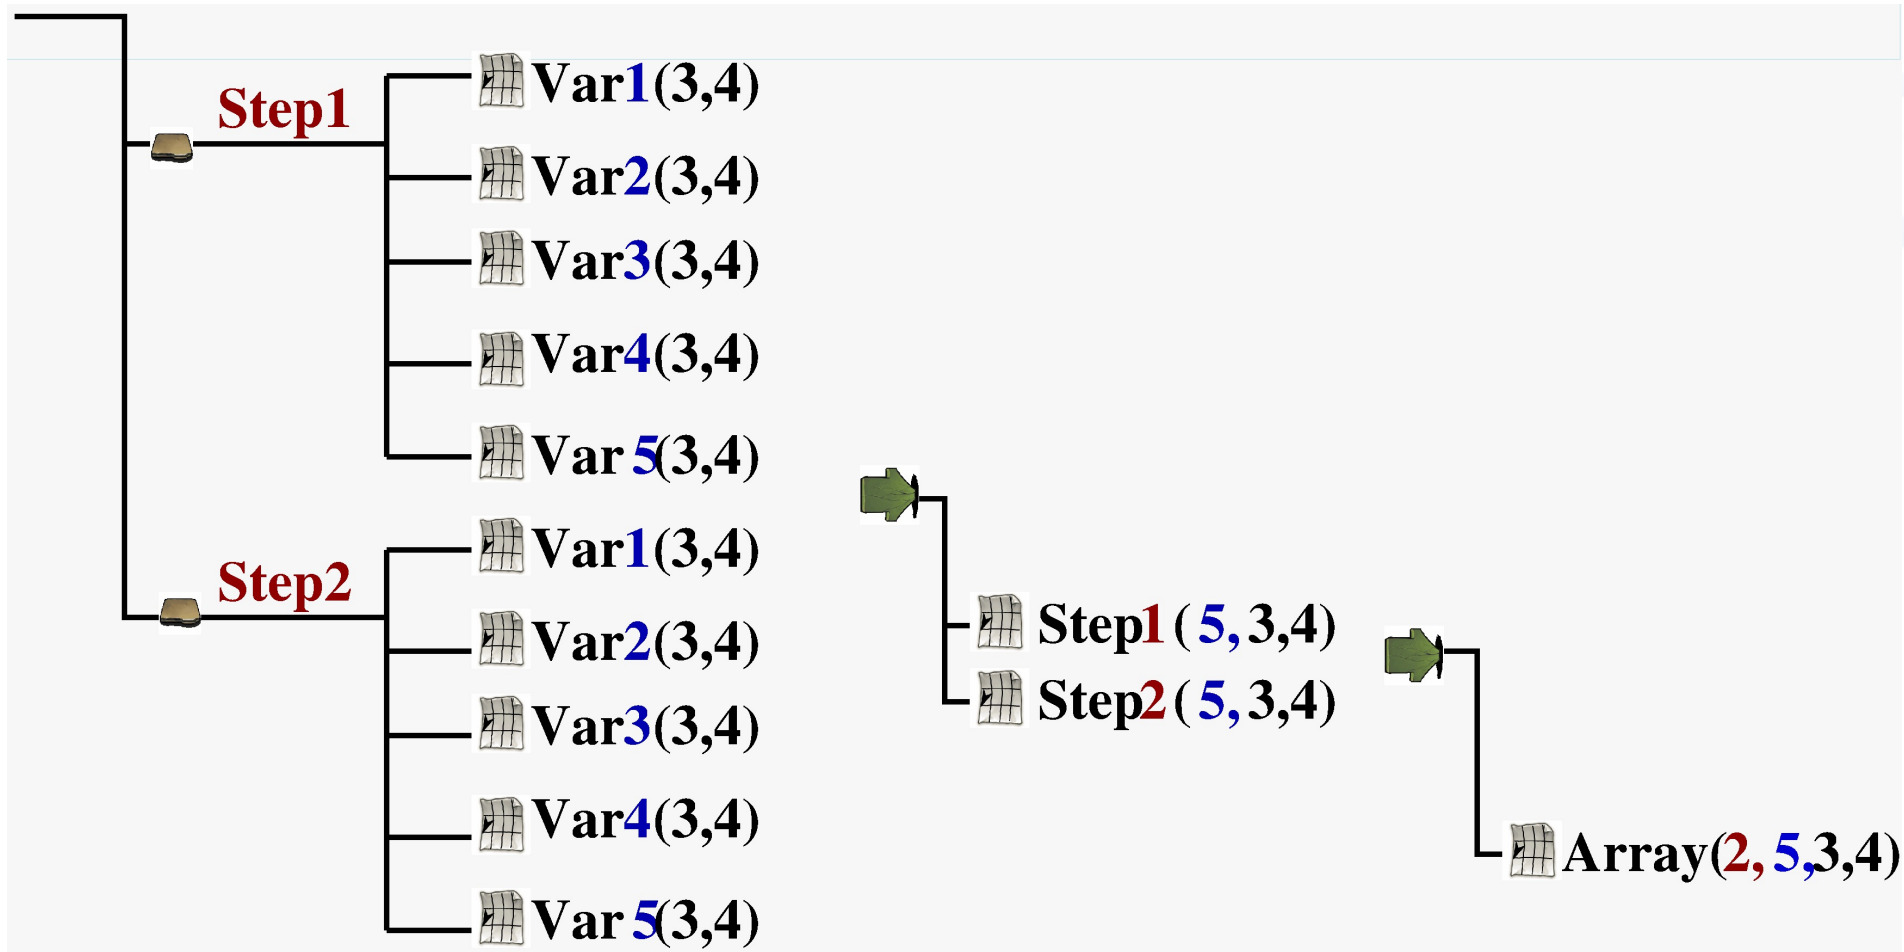 Step1
Var1(3,4)
Var2(3,4)
Var3(3,4)
Var4(3,4)
Var 5(3,4)
Step2
Var1(3,4)
Var2(3,4)
Var3(3,4)
Var4(3,4)
Var 5(3,4)
Step1 ( 5, 3,4)
Step2 ( 5, 3,4)
Array(2, 5,3,4)